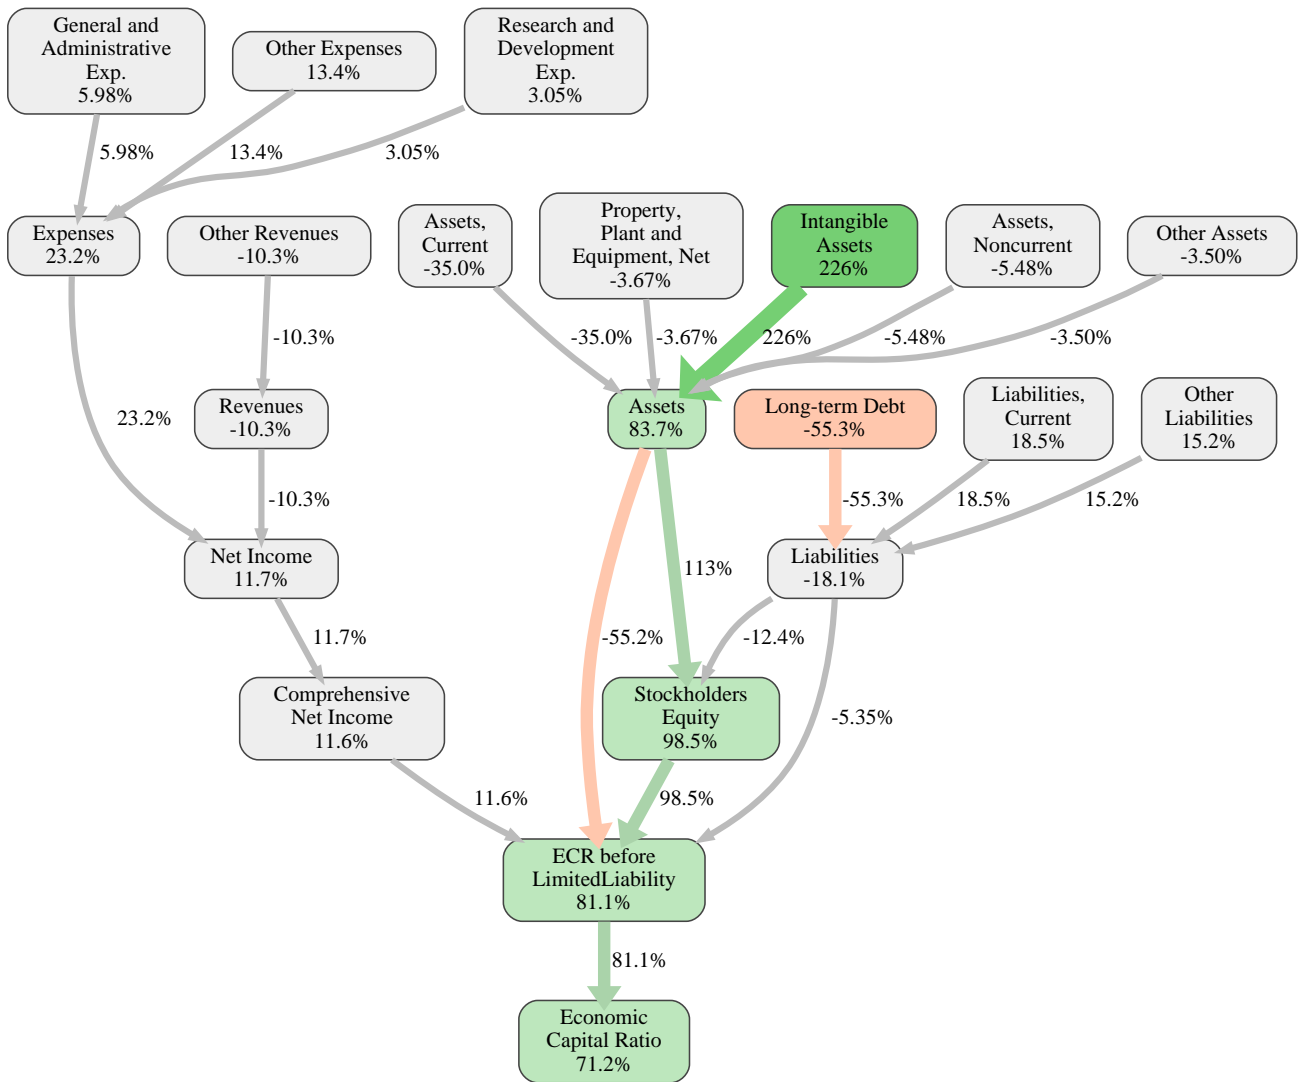 General and
Administrative
Exp.
5.98%
Other Expenses
13.4%
Research and
Development
Exp.
3.05%
5.98%
13.4%
3.05%
Expenses
23.2%
Other Revenues
-10.3%
Assets,
Current
-35.0%
Property,
Plant and
Equipment, Net
-3.67%
Intangible
Assets
226%
Assets,
Noncurrent
-5.48%
Other Assets
-3.50%
-10.3%
-35.0%
-3.67%
226%
-5.48%
-3.50%
23.2%
Revenues
-10.3%
Assets
83.7%
Long-term Debt
-55.3%
Liabilities,
Current
18.5%
Other
Liabilities
15.2%
-10.3%
-55.3%
18.5%
15.2%
Net Income
11.7%
113%
Liabilities
-18.1%
11.7%
-55.2%
-12.4%
Comprehensive
Net Income
11.6%
Stockholders
Equity
98.5%
-5.35%
11.6%
98.5%
ECR before
LimitedLiability
81.1%
81.1%
Economic
Capital Ratio
71.2%